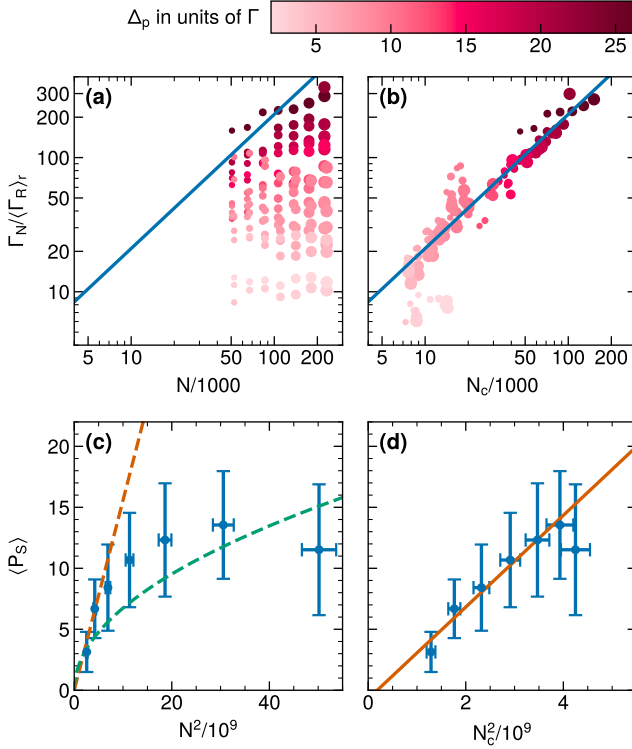 Δp in units of Γ
5 10 15 20 25
(a) (b)
300
200
100
50
40
20
10
ΓN/⟨ΓR⟩r
5 10 50 100 200
5 10 50 100 200
N/1000
Nc/1000
(c) (d)
20
15
10
5
0
⟨PS⟩
0 20 40
0 2 4
N²/10⁹
Nc²/10⁹